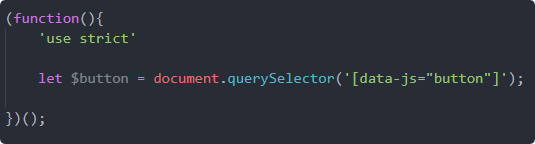 (function(){
    'use strict'
    let $button = document.querySelector('[data-js="button"]');
})();